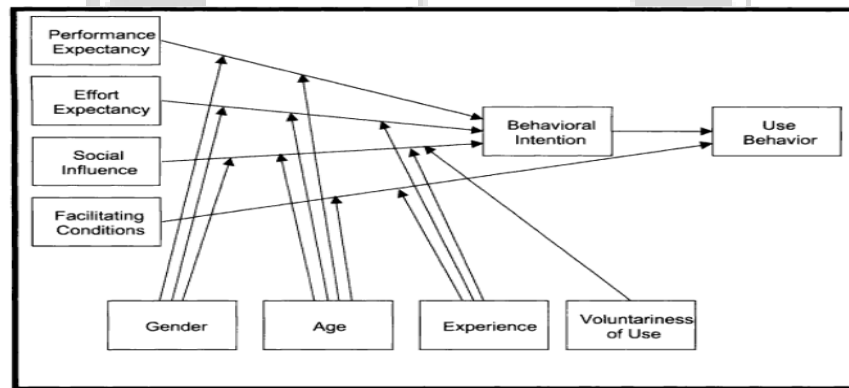 Performance
Expectancy
Effort
Expectancy
Social
Influence
Facilitating
Conditions
Behavioral
Intention
Use
Behavior
Gender
Age
Experience
Voluntariness
of Use